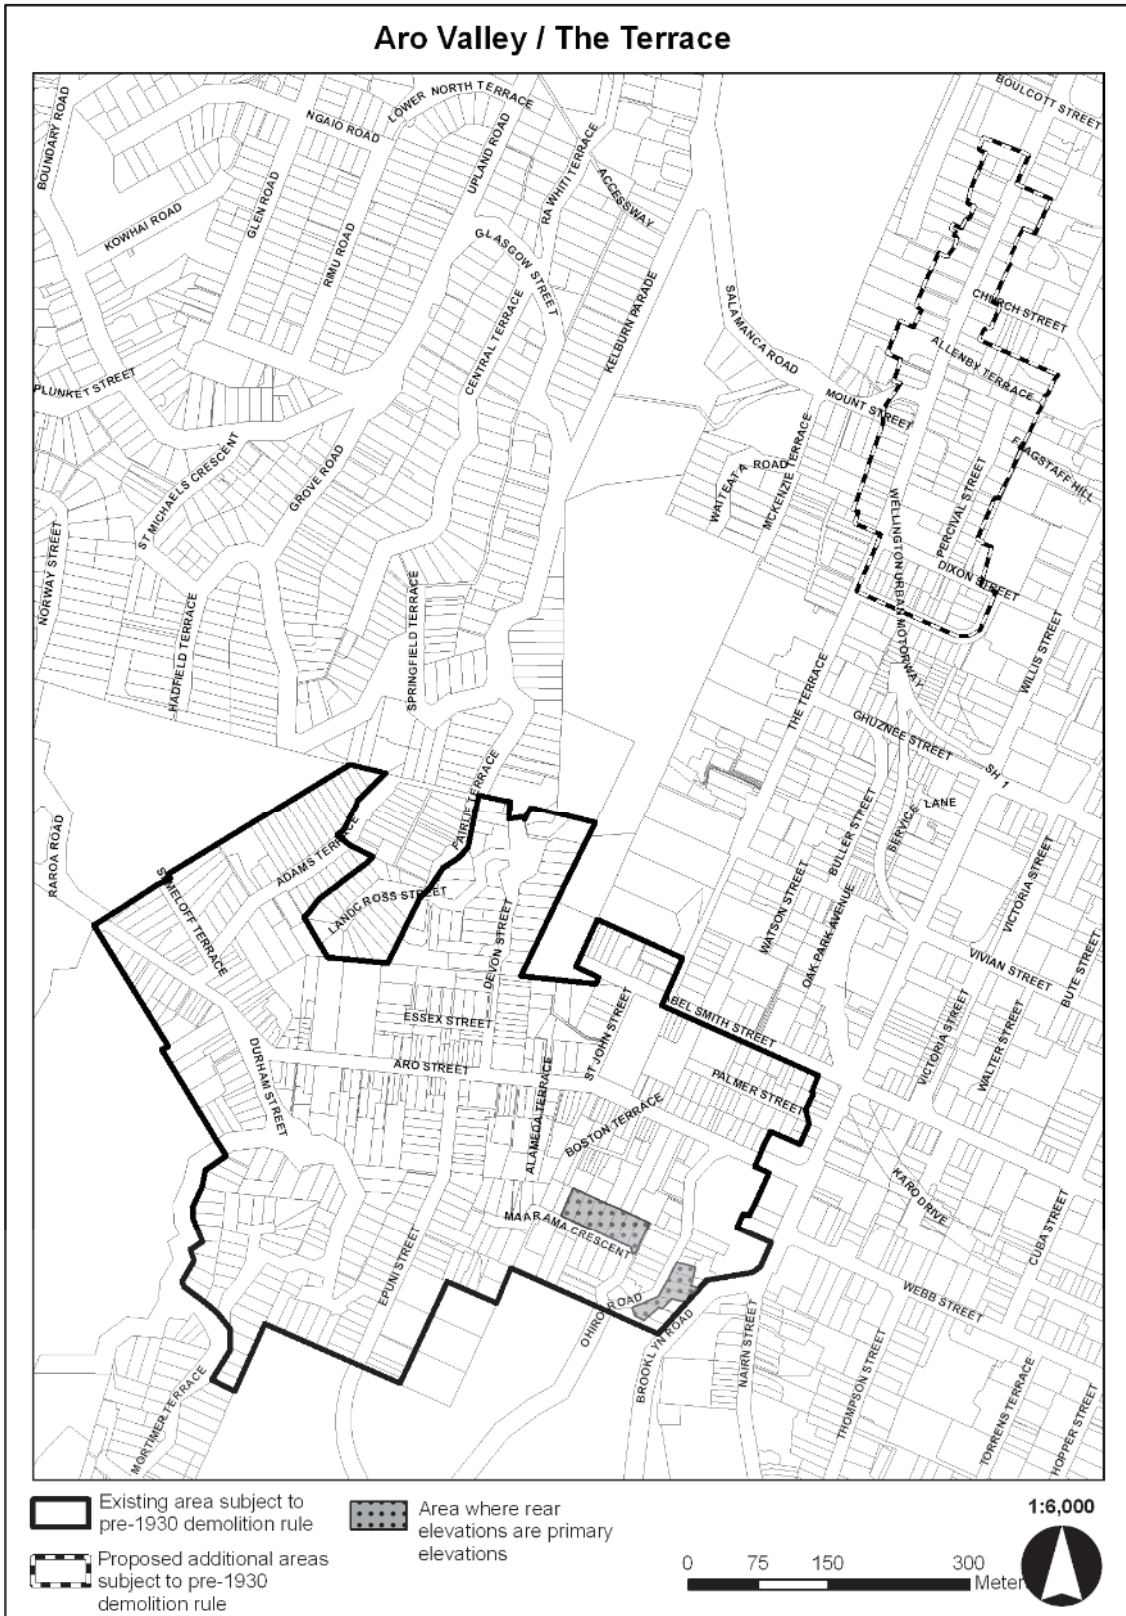 Aro Valley / The Terrace
BOULCOTT STREET
LOWER NORTH TERRACE
NGAIO ROAD
BOUNDARY ROAD
UPLAND ROAD
RA WHITI TERRACE
ACCESSWAY
GLEN ROAD
KOWHAI ROAD
RIMU ROAD
GLASGOW STREET
KELBURN PARADE
SALAMANCA ROAD
CHURCH STREET
CENTRAL TERRACE
ALLENBY TERRACE
PLUNKET STREET
MOUNT STREET
ST MICHAELS CRESCENT
GROVE ROAD
WAITEATA ROAD
MCKENZIE TERRACE
FLAGSTAFF HILL
PERCIVAL STREET
WELLINGTON URBAN MOTORWAY
NORWAY STREET
DIXON STREET
HADFIELD TERRACE
SPRINGFIELD TERRACE
WILLIS STREET
THE TERRACE
GHUZNEE STREET
SH 1
FAIRLIE TERRACE
LANE
SERVICE
BULLER STREET
RAROA ROAD
ADAMS TERRACE
SEMELOFF TERRACE
LANDCROSS STREET
WATSON STREET
VICTORIA STREET
OAK PARK AVENUE
DEVON STREET
VIVIAN STREET
BUTE STREET
ESSEX STREET
ABEL SMITH STREET
ST JOHN STREET
VICTORIA STREET
WALTER STREET
DURHAM STREET
ARO STREET
PALMER STREET
ALAMEDA TERRACE
BOSTON TERRACE
KARO DRIVE
MAARAMA CRESCENT
CUBA STREET
EPUNI STREET
WEBB STREET
OHIRO ROAD
BROOKLYN ROAD
NAIRN STREET
THOMPSON STREET
MORTIMER TERRACE
TORRENS TERRACE
HOPPER STREET
Existing area subject to
pre-1930 demolition rule
Proposed additional areas
subject to pre-1930
demolition rule
Area where rear
elevations are primary
elevations
1:6,000
0 75 150 300
Meter